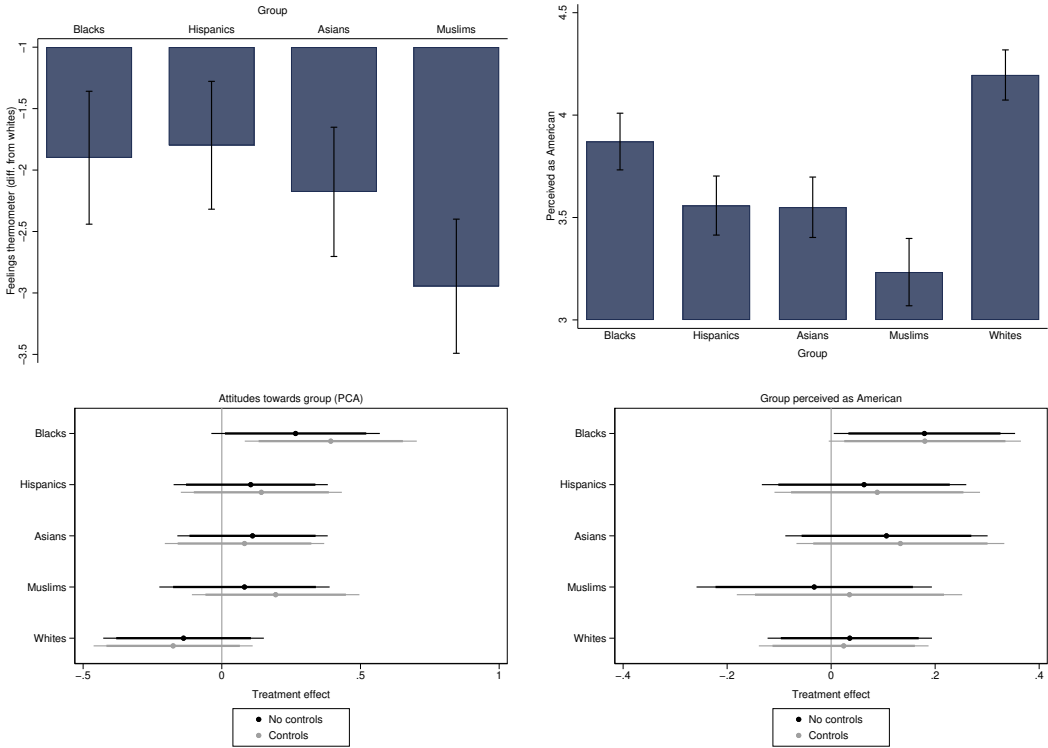 Group
Blacks Hispanics Asians Muslims
Feelings thermometer (diff. from whites)
−1
−1.5
−2
−2.5
−3
−3.5
Perceived as American
4.5
4
3.5
3
Blacks Hispanics Asians Muslims Whites
Group
Attitudes towards group (PCA)
Blacks
Hispanics
Asians
Muslims
Whites
−.5 0 .5 1
Treatment effect
No controls
Controls
Group perceived as American
Blacks
Hispanics
Asians
Muslims
Whites
−.4 −.2 0 .2 .4
Treatment effect
No controls
Controls